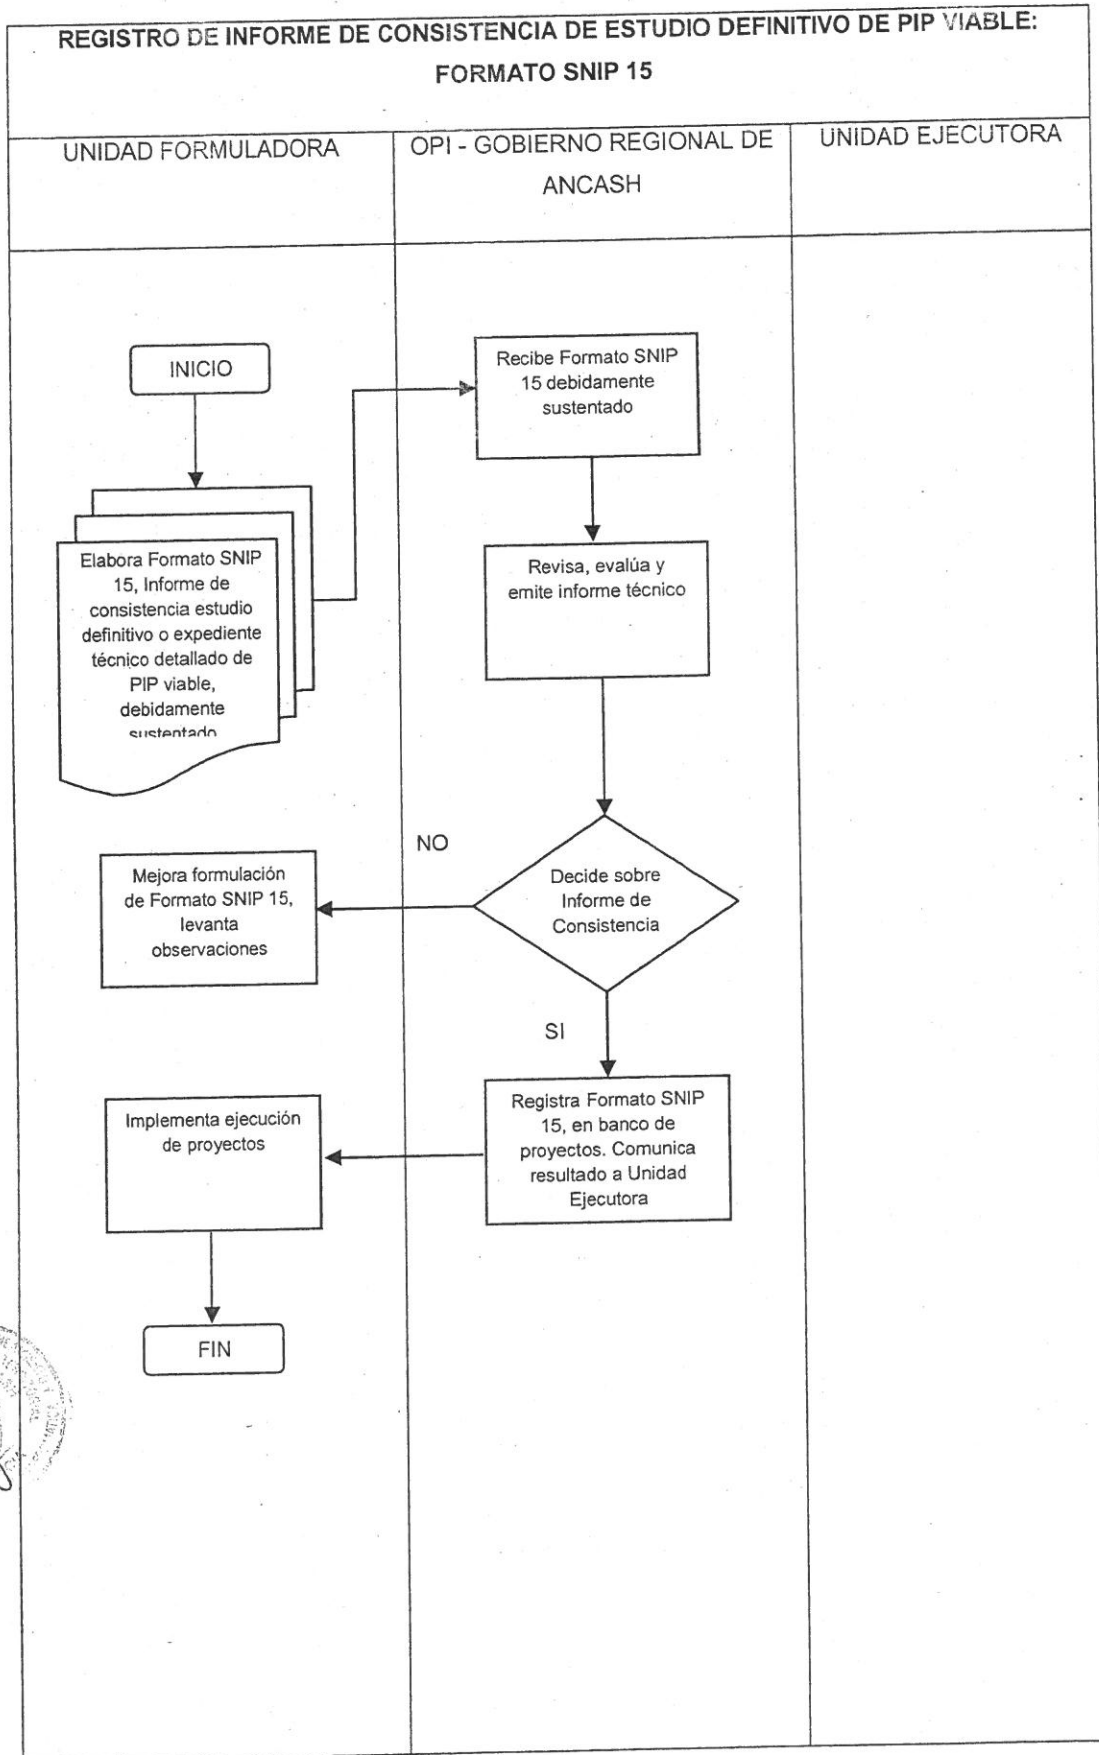 REGISTRO DE INFORME DE CONSISTENCIA DE ESTUDIO DEFINITIVO DE PIP VIABLE:
FORMATO SNIP 15
UNIDAD FORMULADORA
OPI - GOBIERNO REGIONAL DE
ANCASH
UNIDAD EJECUTORA
INICIO
Recibe Formato SNIP
15 debidamente
sustentado
Elabora Formato SNIP
15, Informe de
consistencia estudio
definitivo o expediente
técnico detallado de
PIP viable,
debidamente
sustentado
Revisa, evalúa y
emite informe técnico
NO
Decide sobre
Informe de
Consistencia
Mejora formulación
de Formato SNIP 15,
levanta
observaciones
SI
Registra Formato SNIP
15, en banco de
proyectos. Comunica
resultado a Unidad
Ejecutora
Implementa ejecución
de proyectos
FIN